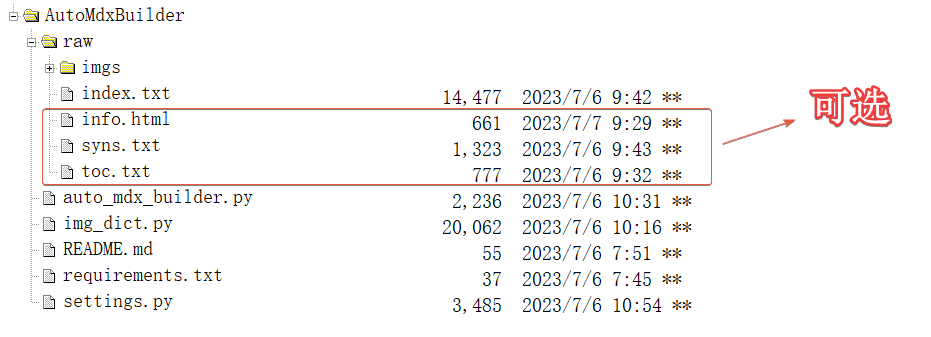 AutoMdxBuilder
raw
imgs
index.txt 14,477 2023/7/6 9:42 **
info.html 661 2023/7/7 9:29 **
syns.txt 1,323 2023/7/6 9:43 **
toc.txt 777 2023/7/6 9:32 **
可选
auto_mdx_builder.py 2,236 2023/7/6 10:31 **
img_dict.py 20,062 2023/7/6 10:16 **
README.md 55 2023/7/6 7:51 **
requirements.txt 37 2023/7/6 7:45 **
settings.py 3,485 2023/7/6 10:54 **